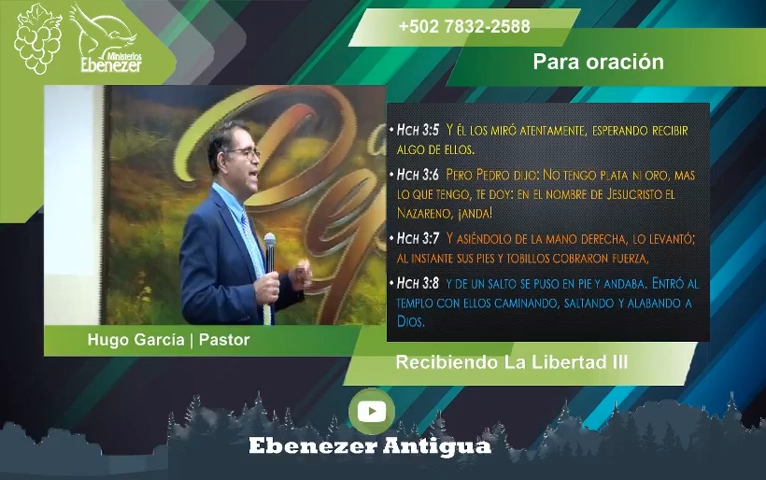 +502 7832-2588
Ministerios
Ebenezer
Para oración
• Hch 3:5 Y ÉL LOS MIRÓ ATENTAMENTE, ESPERANDO RECIBIR
ALGO DE ELLOS.
• Hch 3:6 PERO PEDRO DIJO: NO TENGO PLATA NI ORO, MAS
LO QUE TENGO, TE DOY: EN EL NOMBRE DE JESUCRISTO EL
NAZARENO, ¡ANDA!
• Hch 3:7 Y ASIÉNDOLO DE LA MANO DERECHA, LO LEVANTÓ;
AL INSTANTE SUS PIES Y TOBILLOS COBRARON FUERZA,
• Hch 3:8 Y DE UN SALTO SE PUSO EN PIE Y ANDABA. ENTRÓ AL
TEMPLO CON ELLOS CAMINANDO, SALTANDO Y ALABANDO A
DIOS.
Hugo García | Pastor
Recibiendo La Libertad III
Ebenezer Antigua